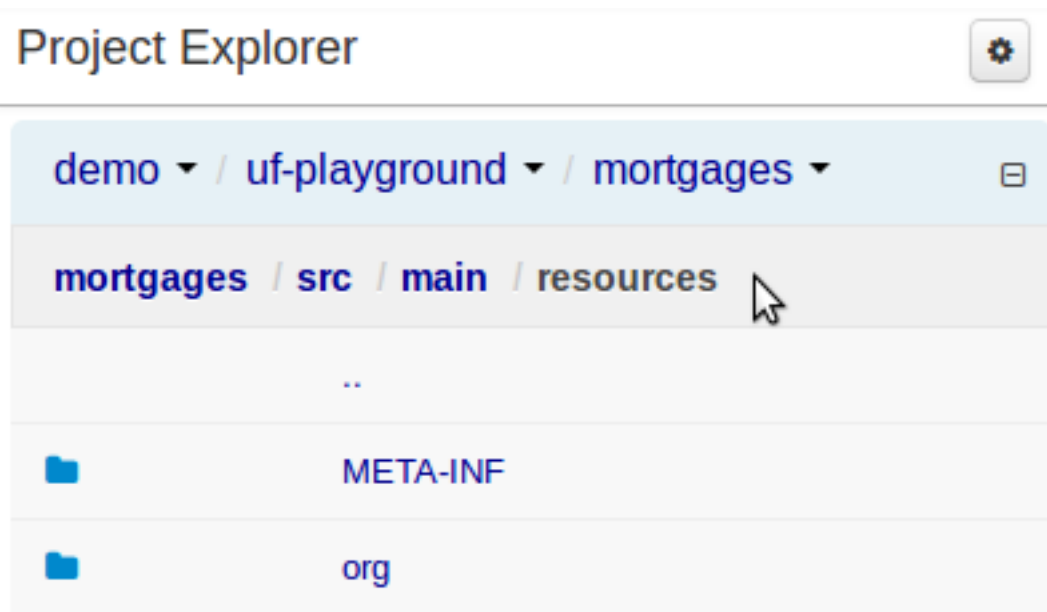 Project Explorer
demo / uf-playground / mortgages
mortgages / src / main / resources
..
META-INF
org